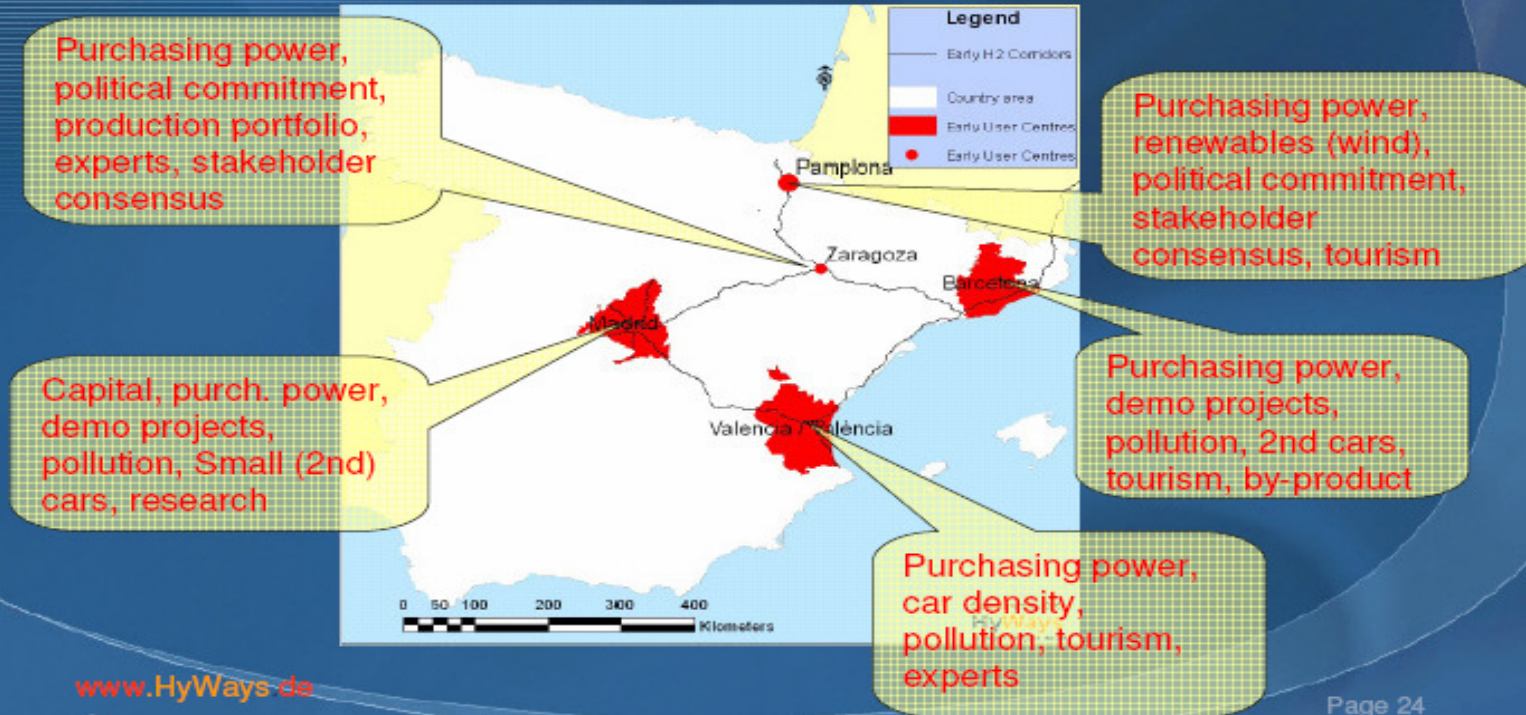 Purchasing power,
political commitment,
production portfolio,
experts, stakeholder
consensus
Legend
Early H2 Corridors
Country area
Early User Centres
Early User Centres
Purchasing power,
renewables (wind),
political commitment,
stakeholder
consensus, tourism
Pamplona
Zaragoza
Barcelona
Madrid
Valencia / València
Capital, purch. power,
demo projects,
pollution, Small (2nd)
cars, research
Purchasing power,
demo projects,
pollution, 2nd cars,
tourism, by-product
Purchasing power,
car density,
pollution, tourism,
experts
0 50 100 200 300 400
Kilometers
HyWays
www.HyWays.de
Page 24